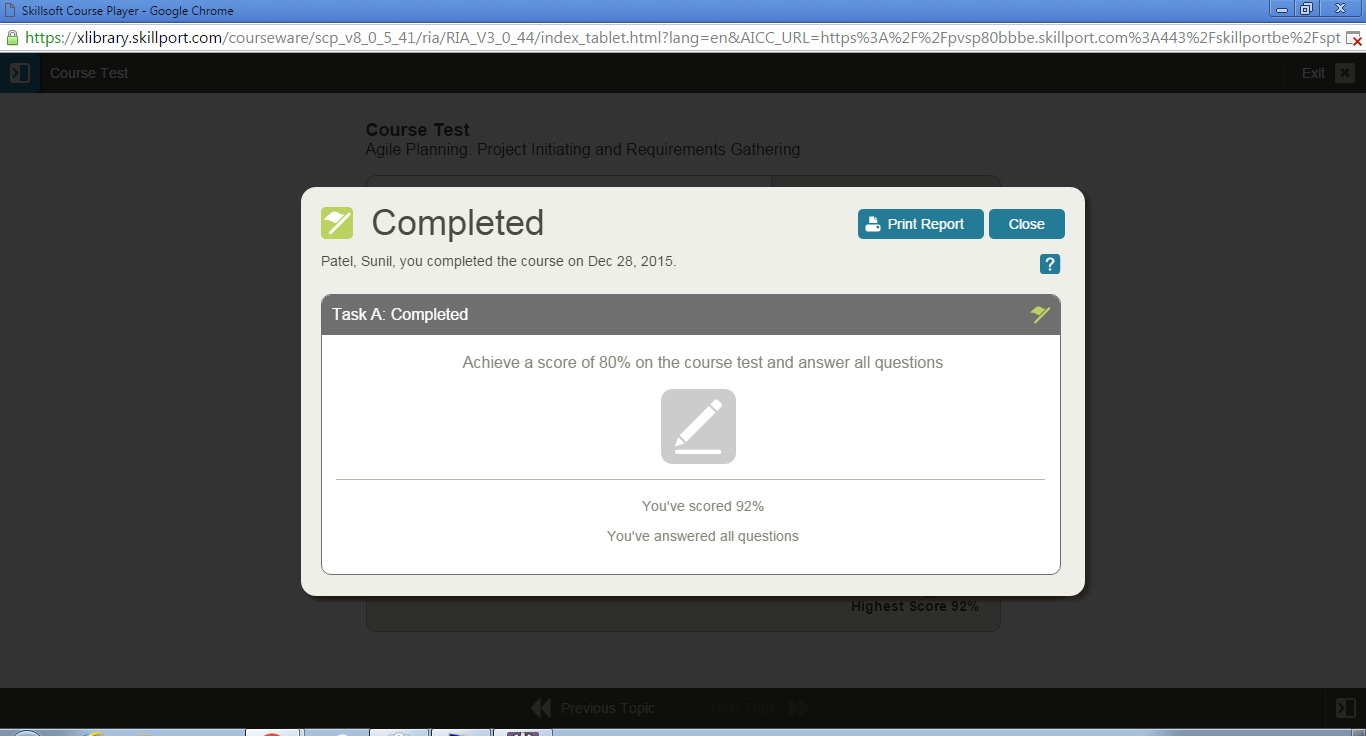 Skillsoft Course Player - Google Chrome
https://xlibrary.skillport.com/courseware/scp_v8_0_5_41/ria/RIA_V3_0_44/index_tablet.html?lang=en&AICC_URL=https%3A%2F%2Fpvsp80bbbe.skillport.com%3A443%2Fskillportbe%2Fspt
Course Test
Exit
Course Test
Agile Planning: Project Initiating and Requirements Gathering
Completed
Print Report
Close
Patel, Sunil, you completed the course on Dec 28, 2015.
?
Task A: Completed
Achieve a score of 80% on the course test and answer all questions
You've scored 92%
You've answered all questions
Highest Score 92%
Previous Topic
Next Topic